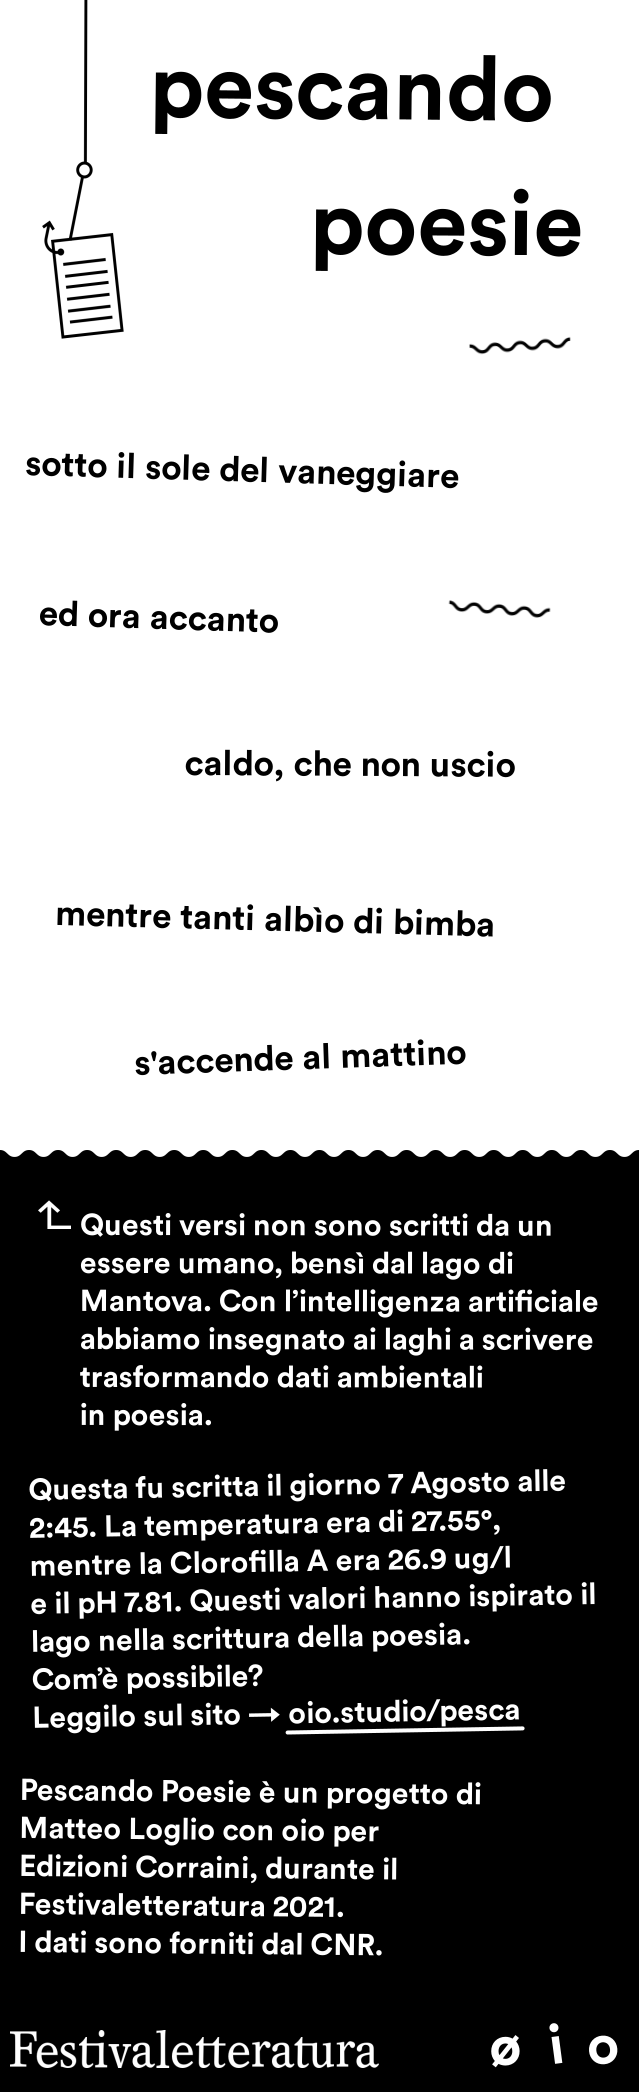 pescando
poesie
sotto il sole del vaneggiare
ed ora accanto
caldo, che non uscio
mentre tanti albìo di bimba
s'accende al mattino
Questi versi non sono scritti da un
essere umano, bensì dal lago di
Mantova. Con l’intelligenza artificiale
abbiamo insegnato ai laghi a scrivere
trasformando dati ambientali
in poesia.
Questa fu scritta il giorno 7 Agosto alle
2:45. La temperatura era di 27.55°,
mentre la Clorofilla A era 26.9 ug/l
e il pH 7.81. Questi valori hanno ispirato il
lago nella scrittura della poesia.
Com’è possibile?
Leggilo sul sito → oio.studio/pesca
Pescando Poesie è un progetto di
Matteo Loglio con oio per
Edizioni Corraini, durante il
Festivaletteratura 2021.
I dati sono forniti dal CNR.
Festivaletteratura
ø i o